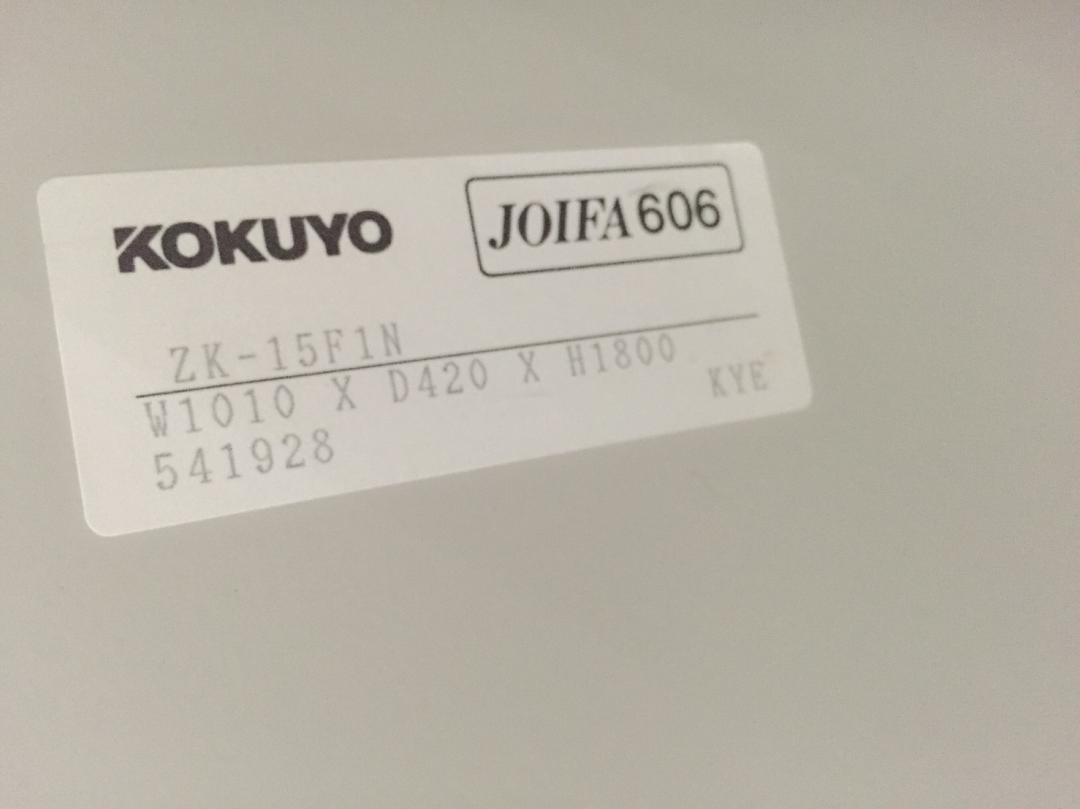 KOKUYO JOIFA606
ZK-15F1N
W1010 X D420 X H1800
KYE
541928